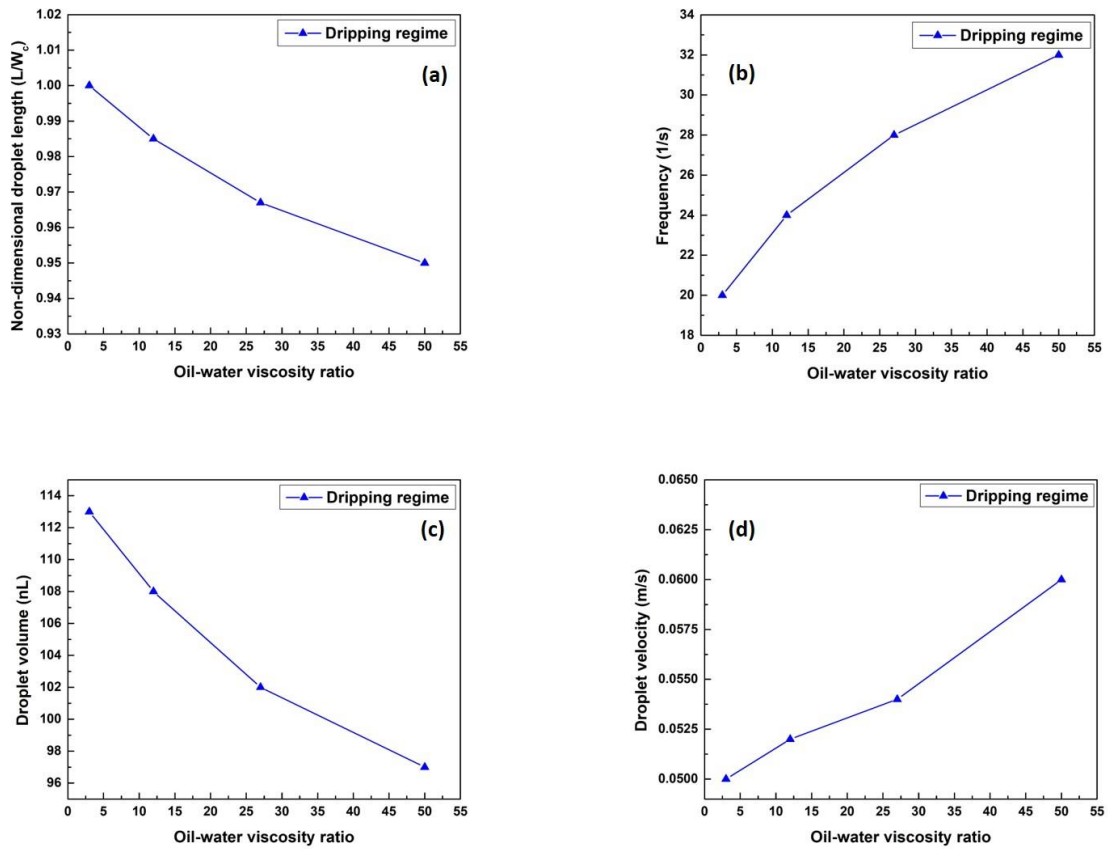 1.02
1.01
1.00
0.99
0.98
0.97
0.96
0.95
0.94
0.93
Non-dimensional droplet length (L/Wc)
Dripping regime
(a)
0 5 10 15 20 25 30 35 40 45 50 55
Oil-water viscosity ratio
34
32
30
28
26
24
22
20
18
Frequency (1/s)
Dripping regime
(b)
0 5 10 15 20 25 30 35 40 45 50 55
Oil-water viscosity ratio
114
112
110
108
106
104
102
100
98
96
Droplet volume (nL)
Dripping regime
(c)
0 5 10 15 20 25 30 35 40 45 50 55
Oil-water viscosity ratio
0.0650
0.0625
0.0600
0.0575
0.0550
0.0525
0.0500
Droplet velocity (m/s)
Dripping regime
(d)
0 5 10 15 20 25 30 35 40 45 50 55
Oil-water viscosity ratio